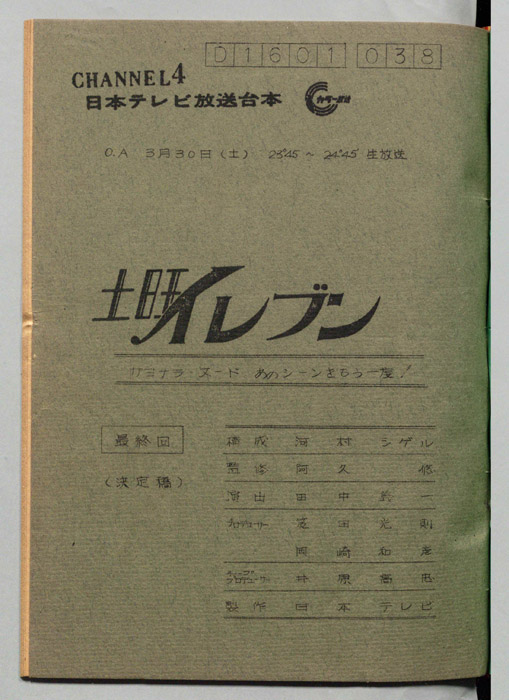 D1601 038
CHANNEL4
日本テレビ放送台本 カラー放送
O.A 3月30日(土) 23°45'~24°45' 生放送
土曜イレブン
サヨナラ・ヌード あのシーンをもう一度!
最終回
(決定稿)
構成 河村シゲル
監修 阿久 悠
演出 田中 一
プロデューサー 光則
岡崎和彦
チーフプロデューサー 井原高忠
製作 日本テレビ